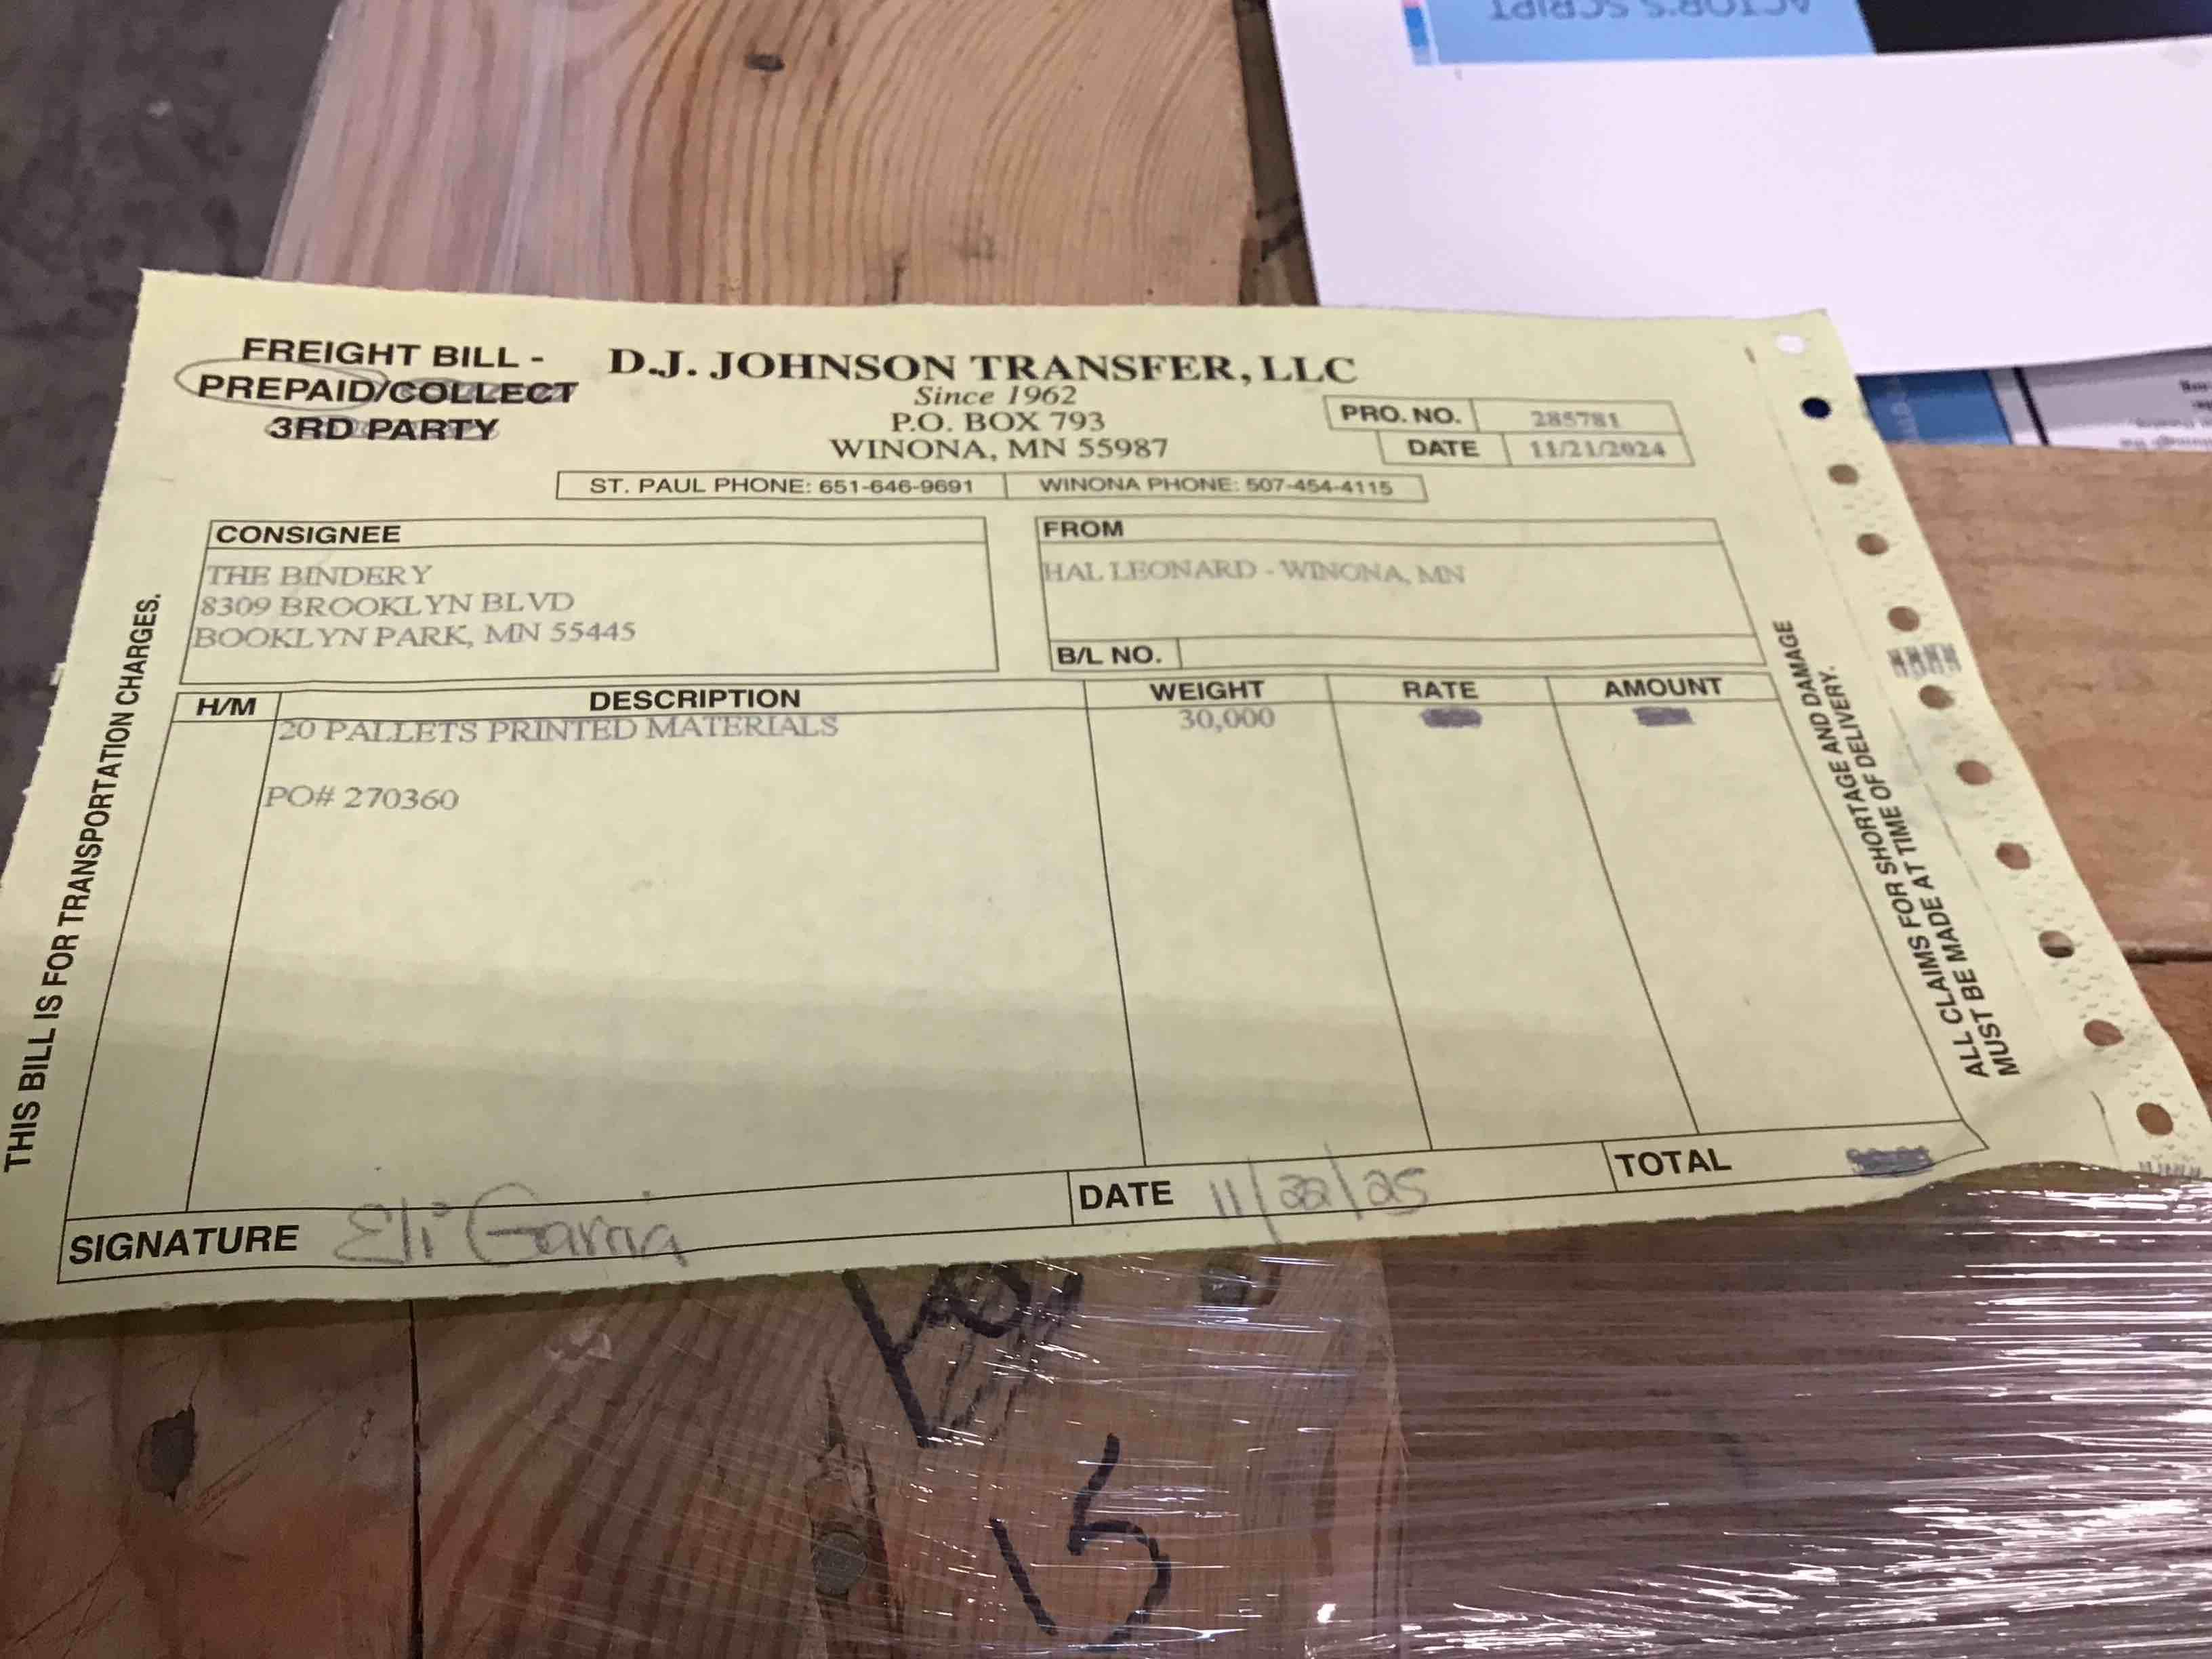 ACTOR'S SCRIPT
FREIGHT BILL -
PREPAID/COLLECT
3RD PARTY
D.J. JOHNSON TRANSFER, LLC
Since 1962
P.O. BOX 793
WINONA, MN 55987
PRO. NO. 285781
DATE 11/21/2024
ST. PAUL PHONE: 651-646-9691 WINONA PHONE: 507-454-4115
CONSIGNEE
THE BINDERY
8309 BROOKLYN BLVD
BOOKLYN PARK, MN 55445
FROM
HAL LEONARD - WINONA, MN
B/L NO.
H/M DESCRIPTION WEIGHT RATE AMOUNT
20 PALLETS PRINTED MATERIALS 30,000
PO# 270360
SIGNATURE Eli Garcia DATE 11/22/25 TOTAL
THIS BILL IS FOR TRANSPORTATION CHARGES.
ALL CLAIMS FOR SHORTAGE AND DAMAGE
MUST BE MADE AT TIME OF DELIVERY.
15